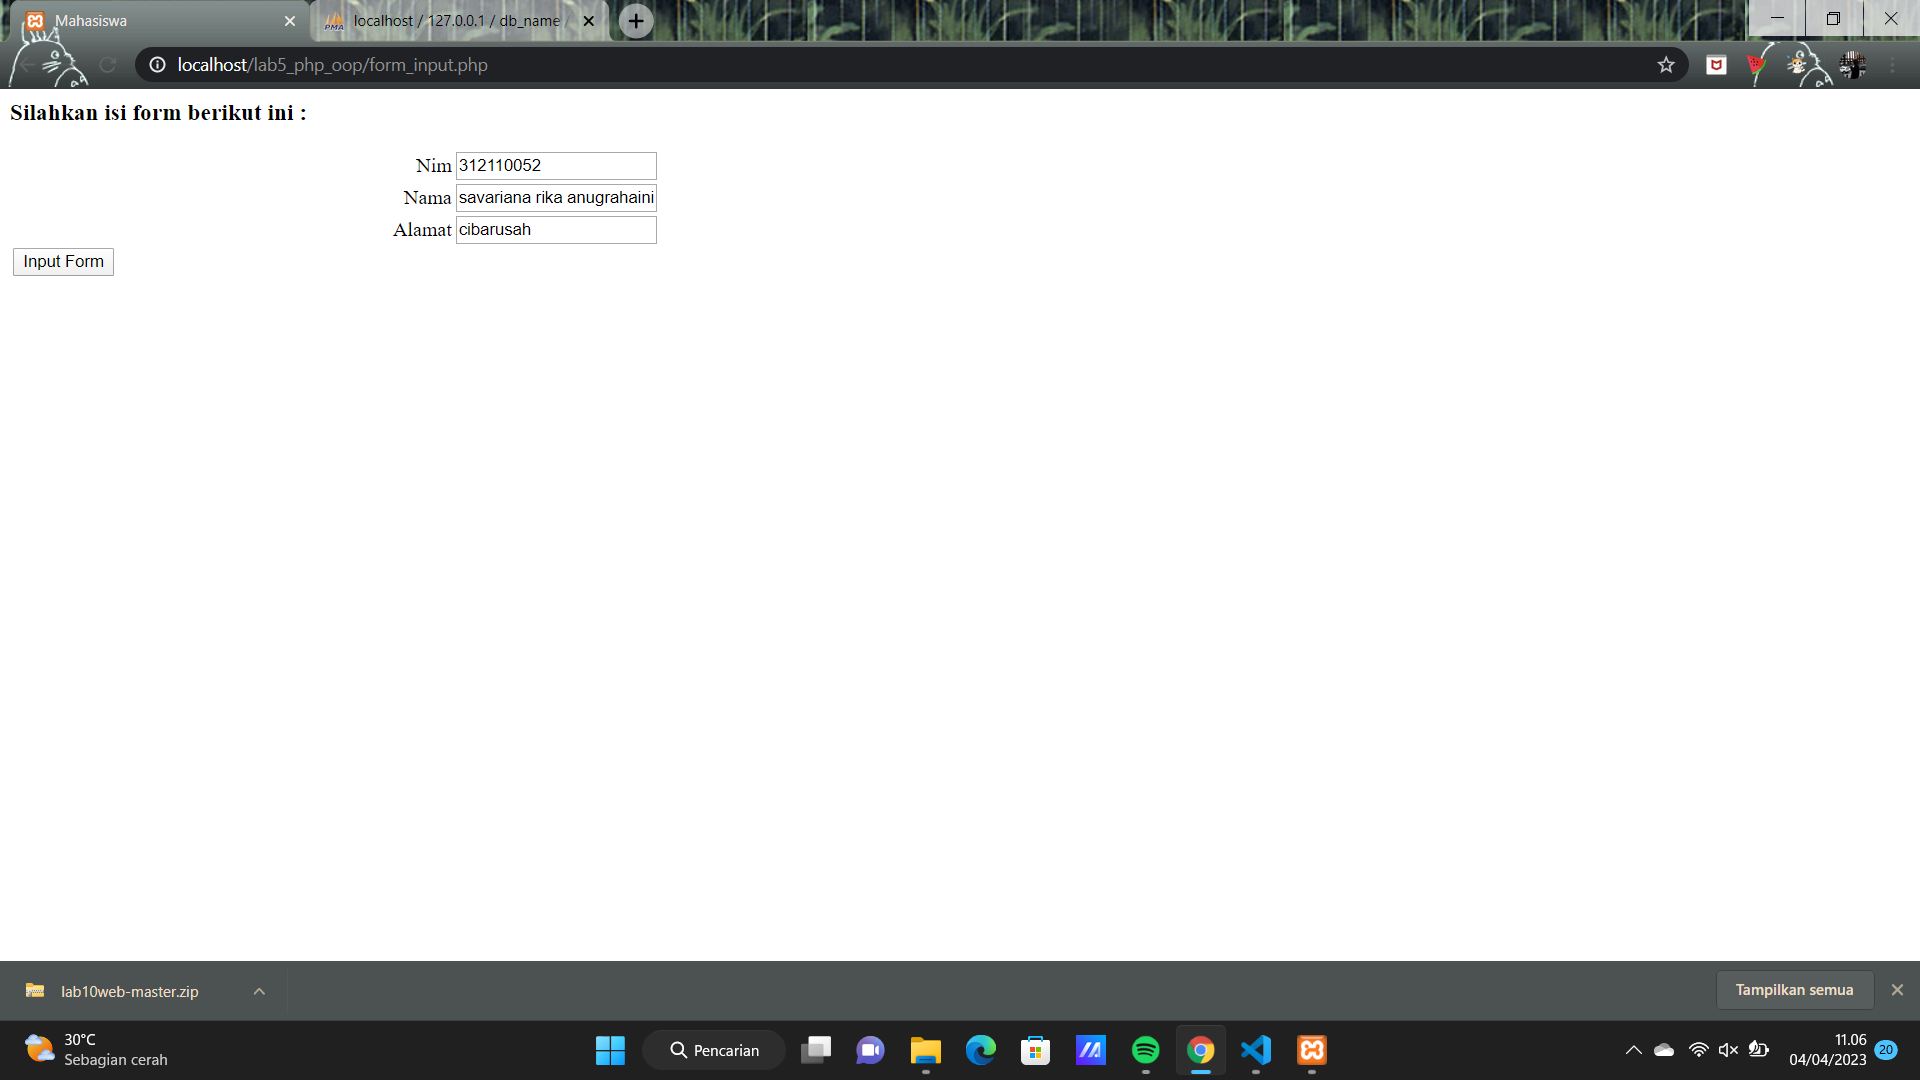 Mahasiswa
localhost / 127.0.0.1 / db_name /
localhost/lab5_php_oop/form_input.php
Silahkan isi form berikut ini :
Nim 312110052
Nama savariana rika anugrahaini
Alamat cibarusah
Input Form
lab10web-master.zip
Tampilkan semua
30°C
Sebagian cerah
Pencarian
11.06
04/04/2023
20
PMA